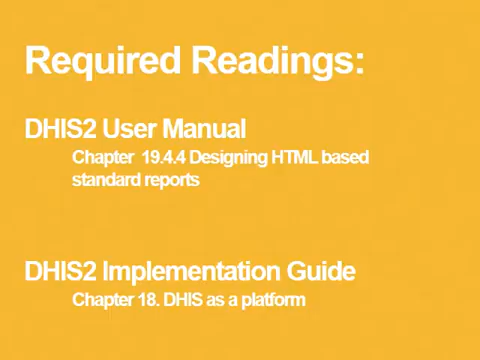 Required Readings:
DHIS2 User Manual
Chapter 19.4.4 Designing HTML based
standard reports
DHIS2 Implementation Guide
Chapter 18. DHIS as a platform